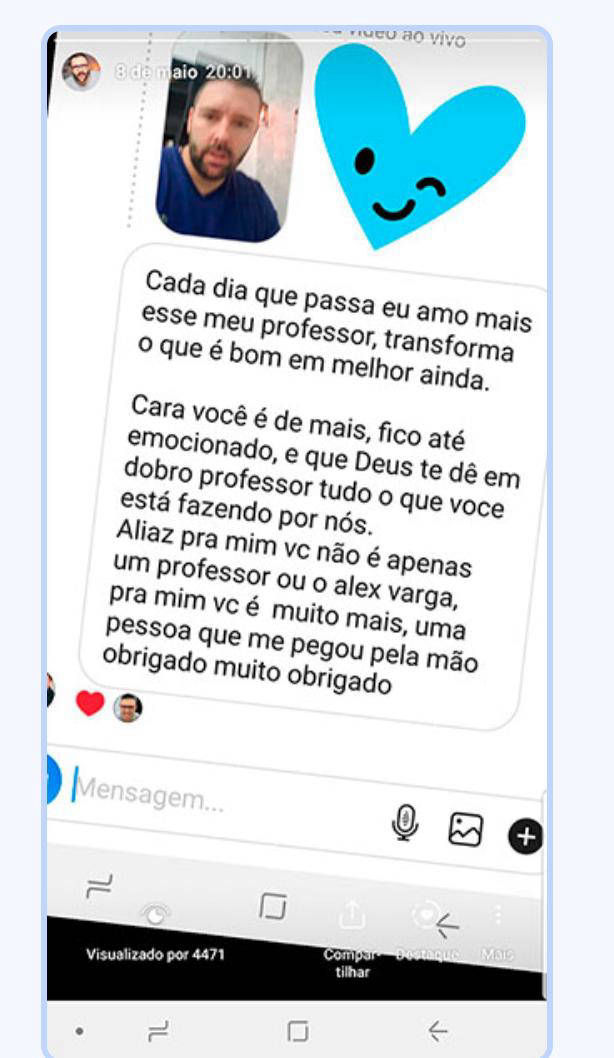 vídeo ao vivo
8 de maio 20:01
Cada dia que passa eu amo mais
esse meu professor, transforma
o que é bom em melhor ainda.
Cara você é de mais, fico até
emocionado, e que Deus te dê em
dobro professor tudo o que voce
está fazendo por nós.
Aliaz pra mim vc não é apenas
um professor ou o alex varga,
pra mim vc é muito mais, uma
pessoa que me pegou pela mão
obrigado muito obrigado
Mensagem...
Visualizado por 4471
Compar-
tilhar
Destaque
Mais